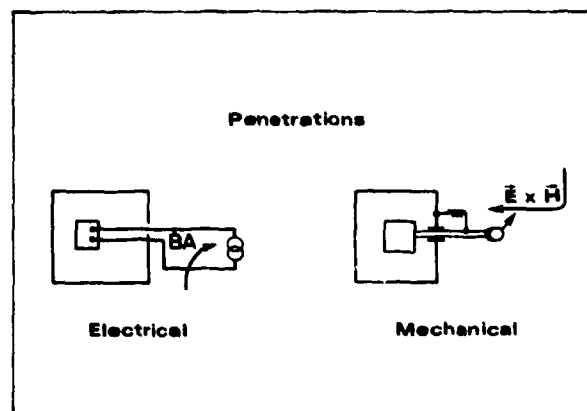 Penetrations
BA
E⃗ x H⃗
Electrical
Mechanical